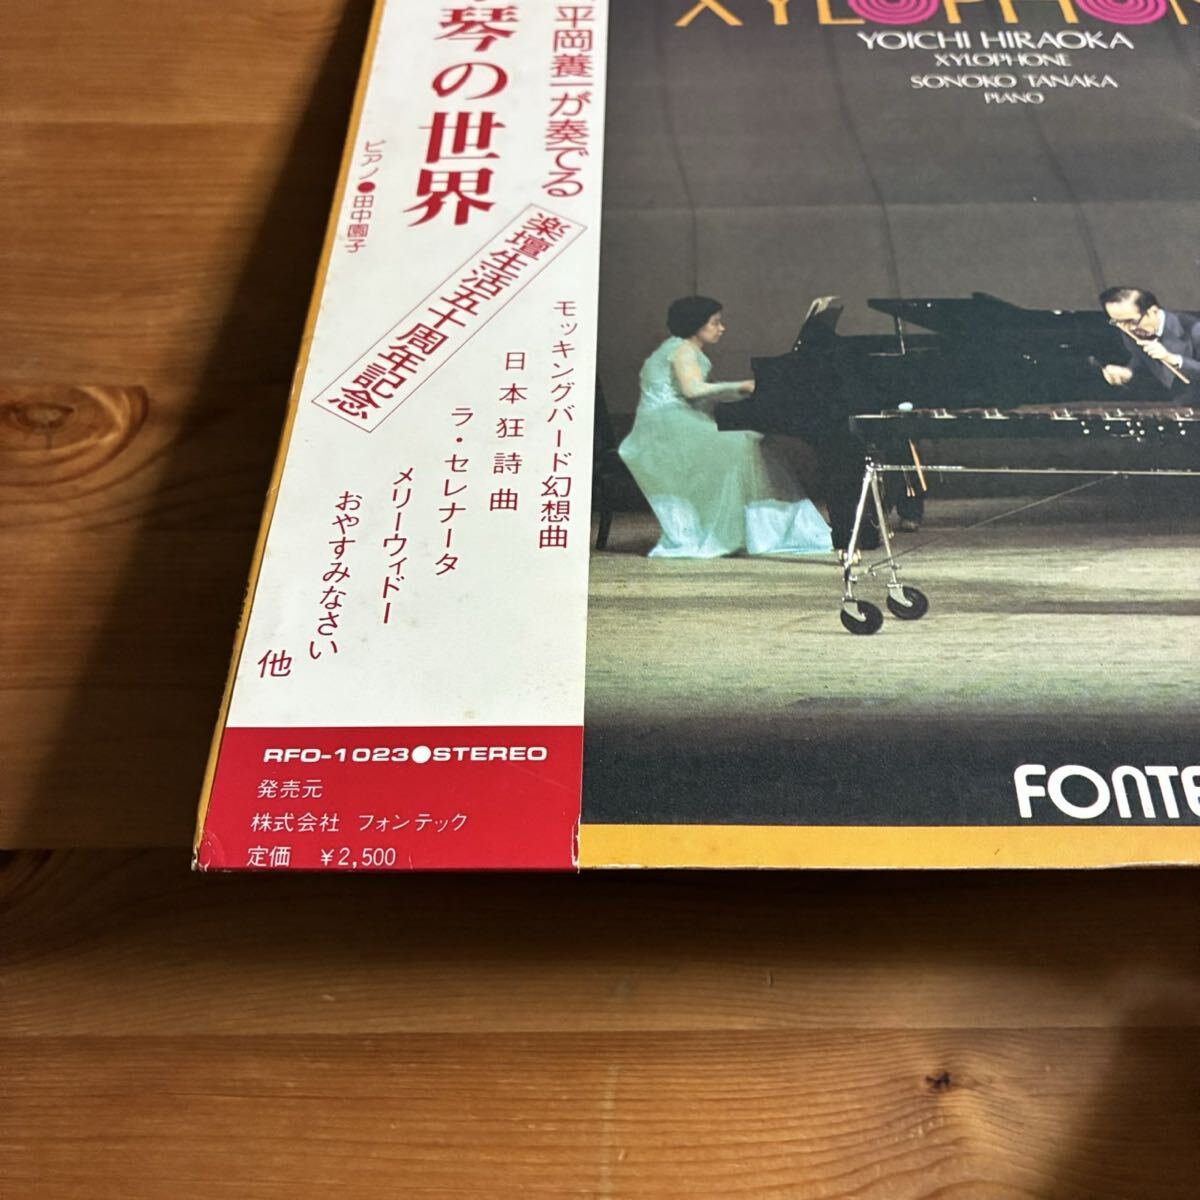 平岡養一が奏でる
琴の世界
ピアノ●田中園子
楽壇生活五十周年記念
モッキングバード幻想曲
日本狂詩曲
ラ・セレナータ
メリーウィドー
おやすみなさい
他
RFO-1023●STEREO
発売元
株式会社 フォンテック
定価 ￥2,500
XYLOPHON
YOICHI HIRAOKA
XYLOPHONE
SONOKO TANAKA
PIANO
FONTE